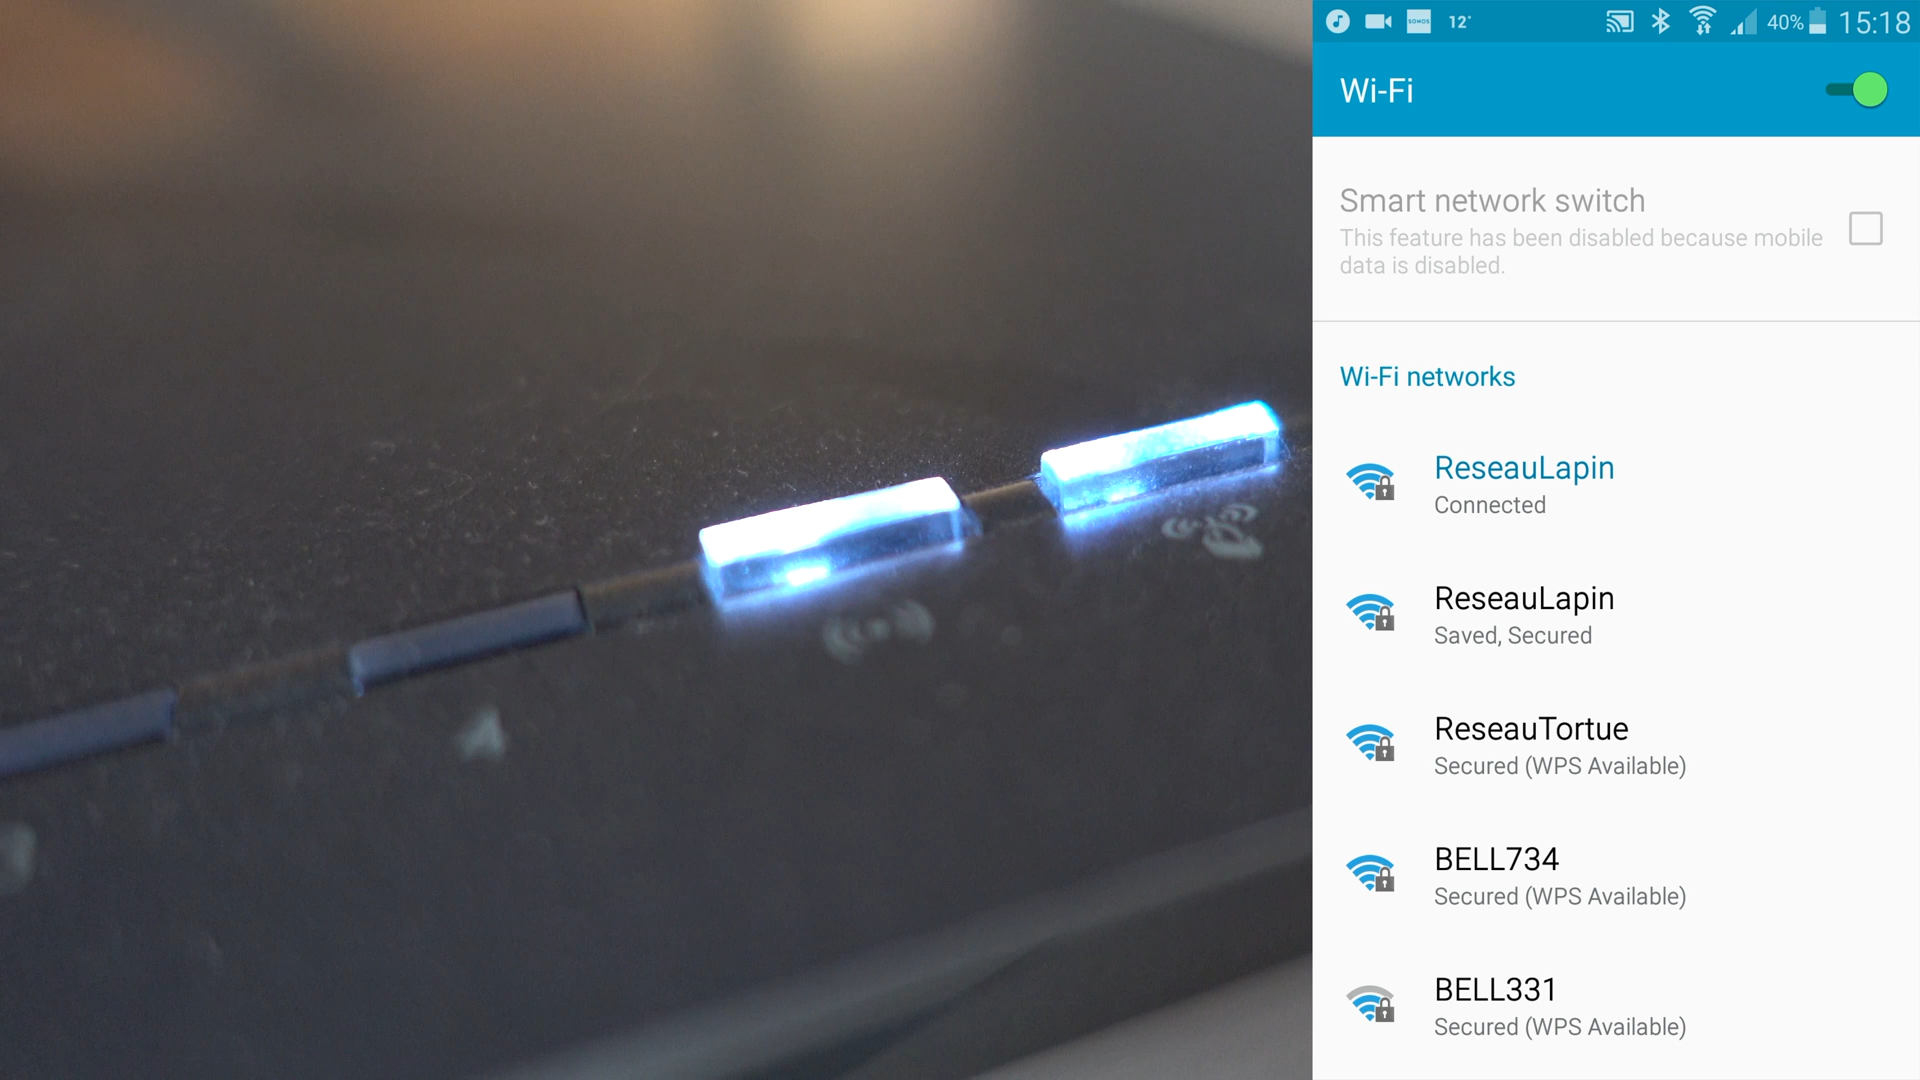 SONOS 12° 40% 15:18
Wi-Fi
Smart network switch
This feature has been disabled because mobile
data is disabled.
Wi-Fi networks
ReseauLapin
Connected
ReseauLapin
Saved, Secured
ReseauTortue
Secured (WPS Available)
BELL734
Secured (WPS Available)
BELL331
Secured (WPS Available)